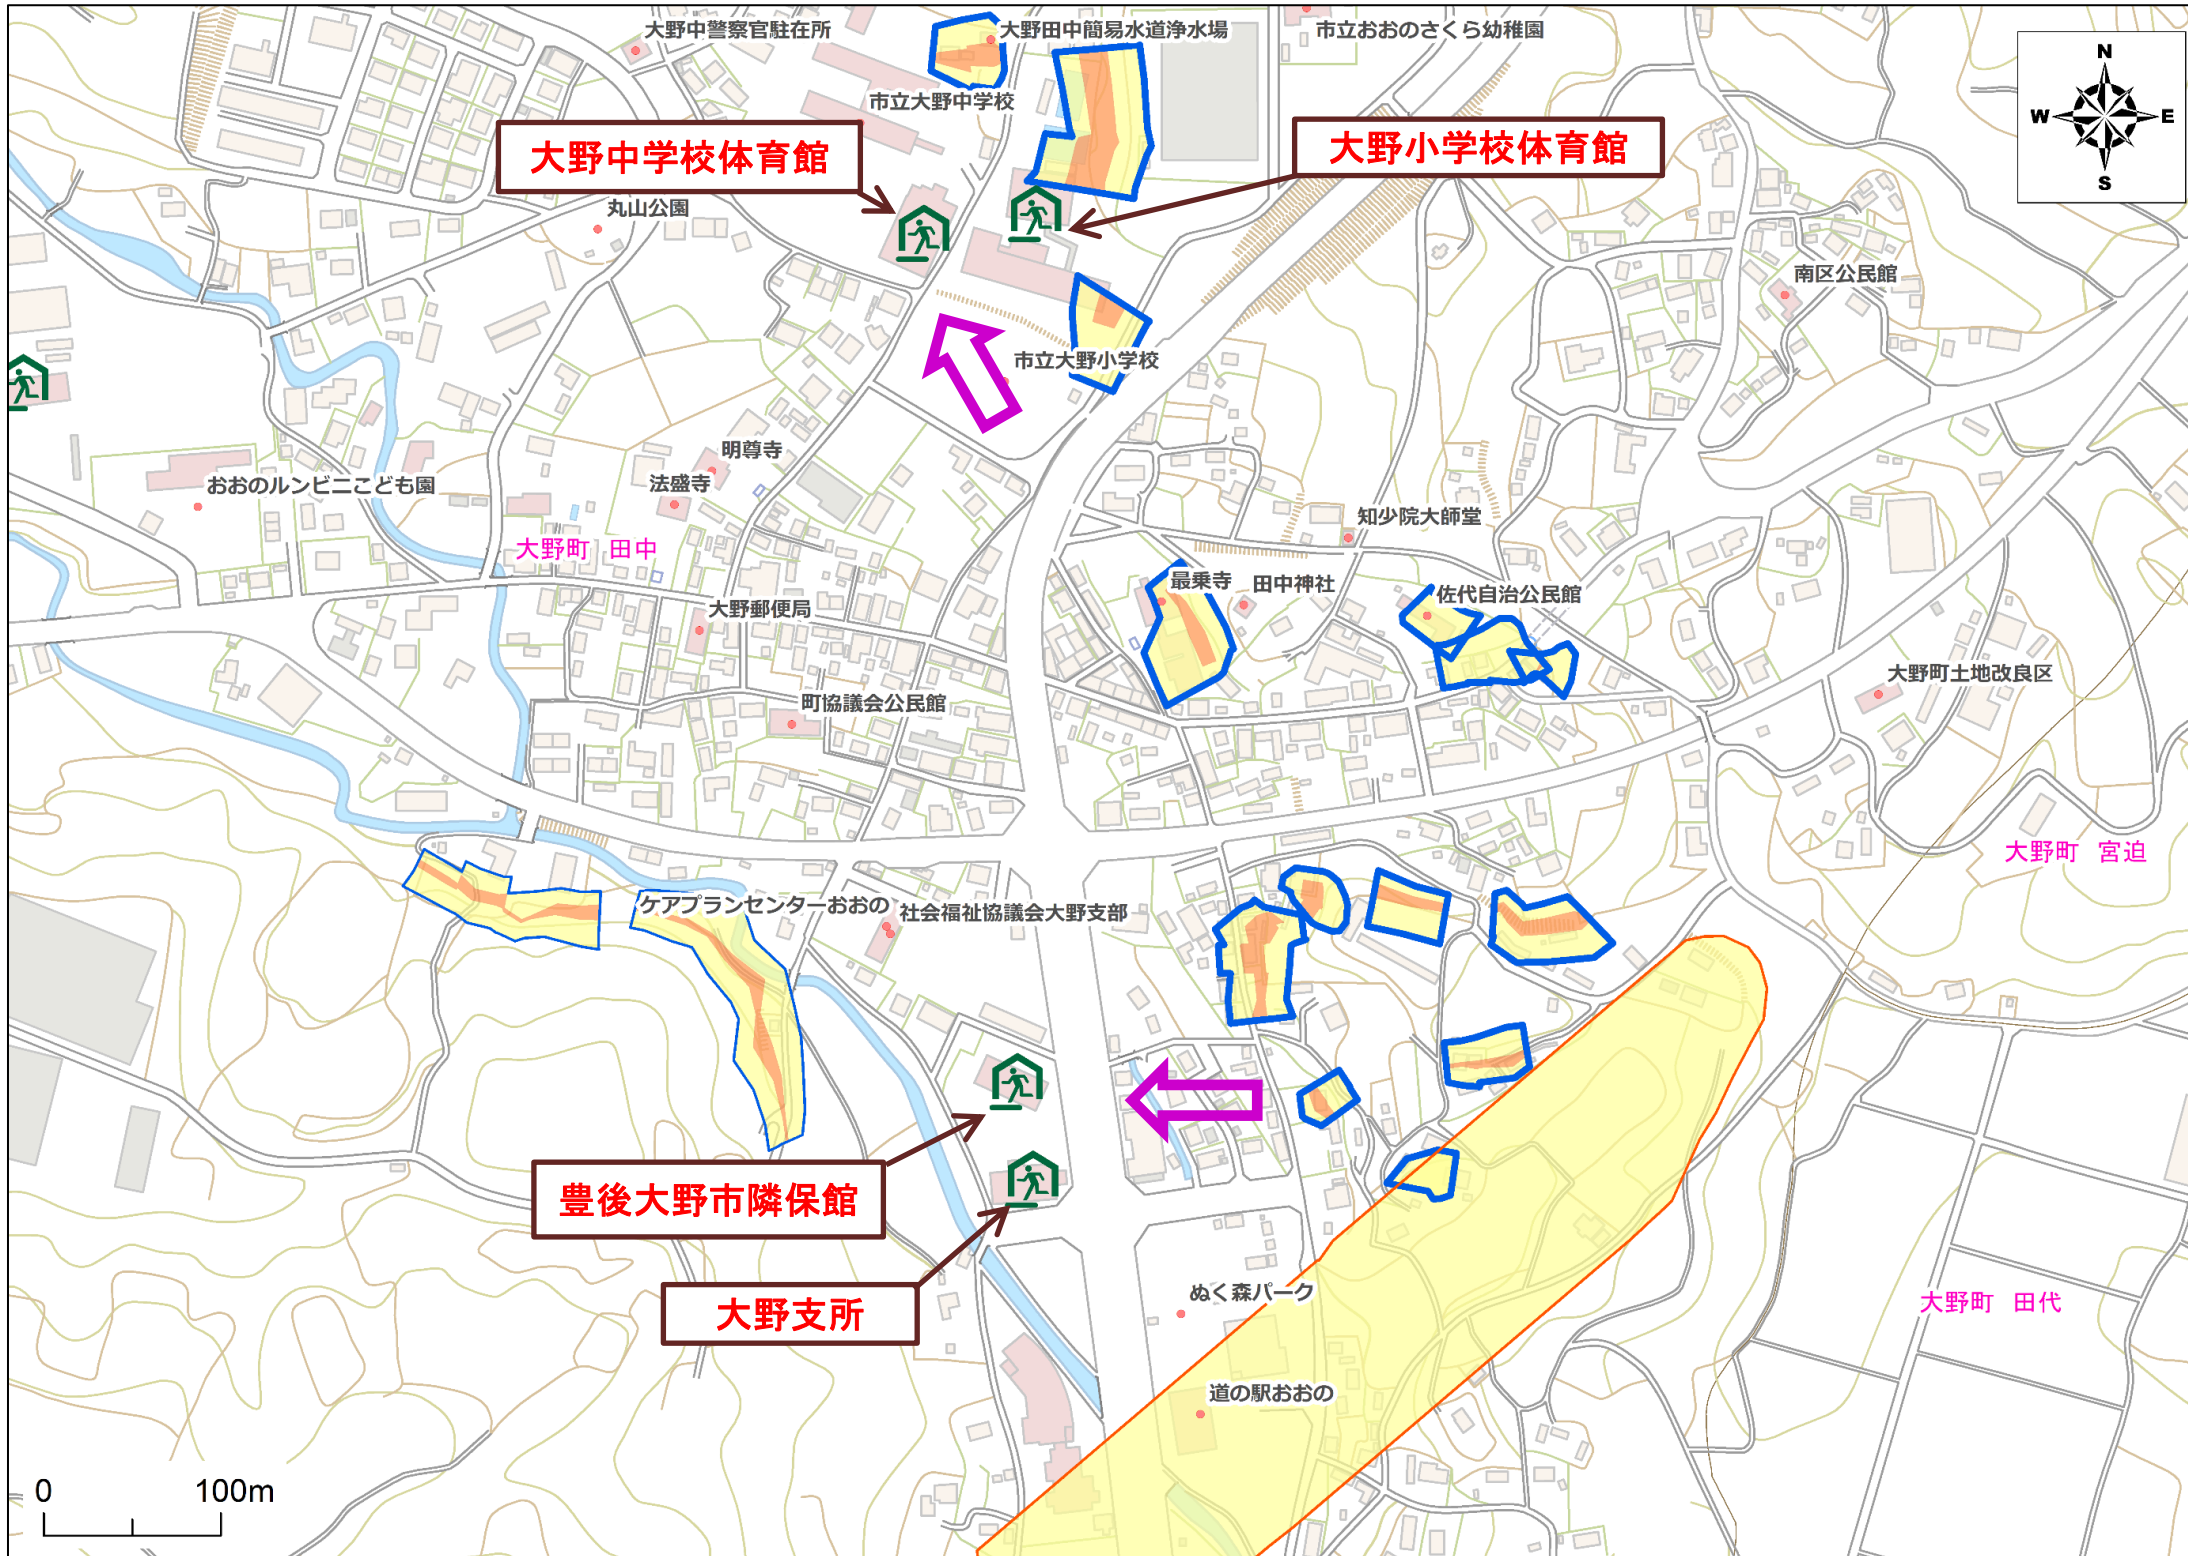 大野中警察官駐在所
大野田中簡易水道浄水場
市立おおのさくら幼稚園
N
W
E
S
市立大野中学校
大野中学校体育館
大野小学校体育館
丸山公園
南区公民館
市立大野小学校
明尊寺
おおのルンビニこども園
法盛寺
知少院大師堂
大野町 田中
最乗寺
田中神社
佐代自治公民館
大野郵便局
大野町土地改良区
町協議会公民館
大野町 宮迫
ケアプランセンターおおの
社会福祉協議会大野支部
豊後大野市隣保館
大野支所
ぬく森パーク
大野町 田代
道の駅おおの
0
100m